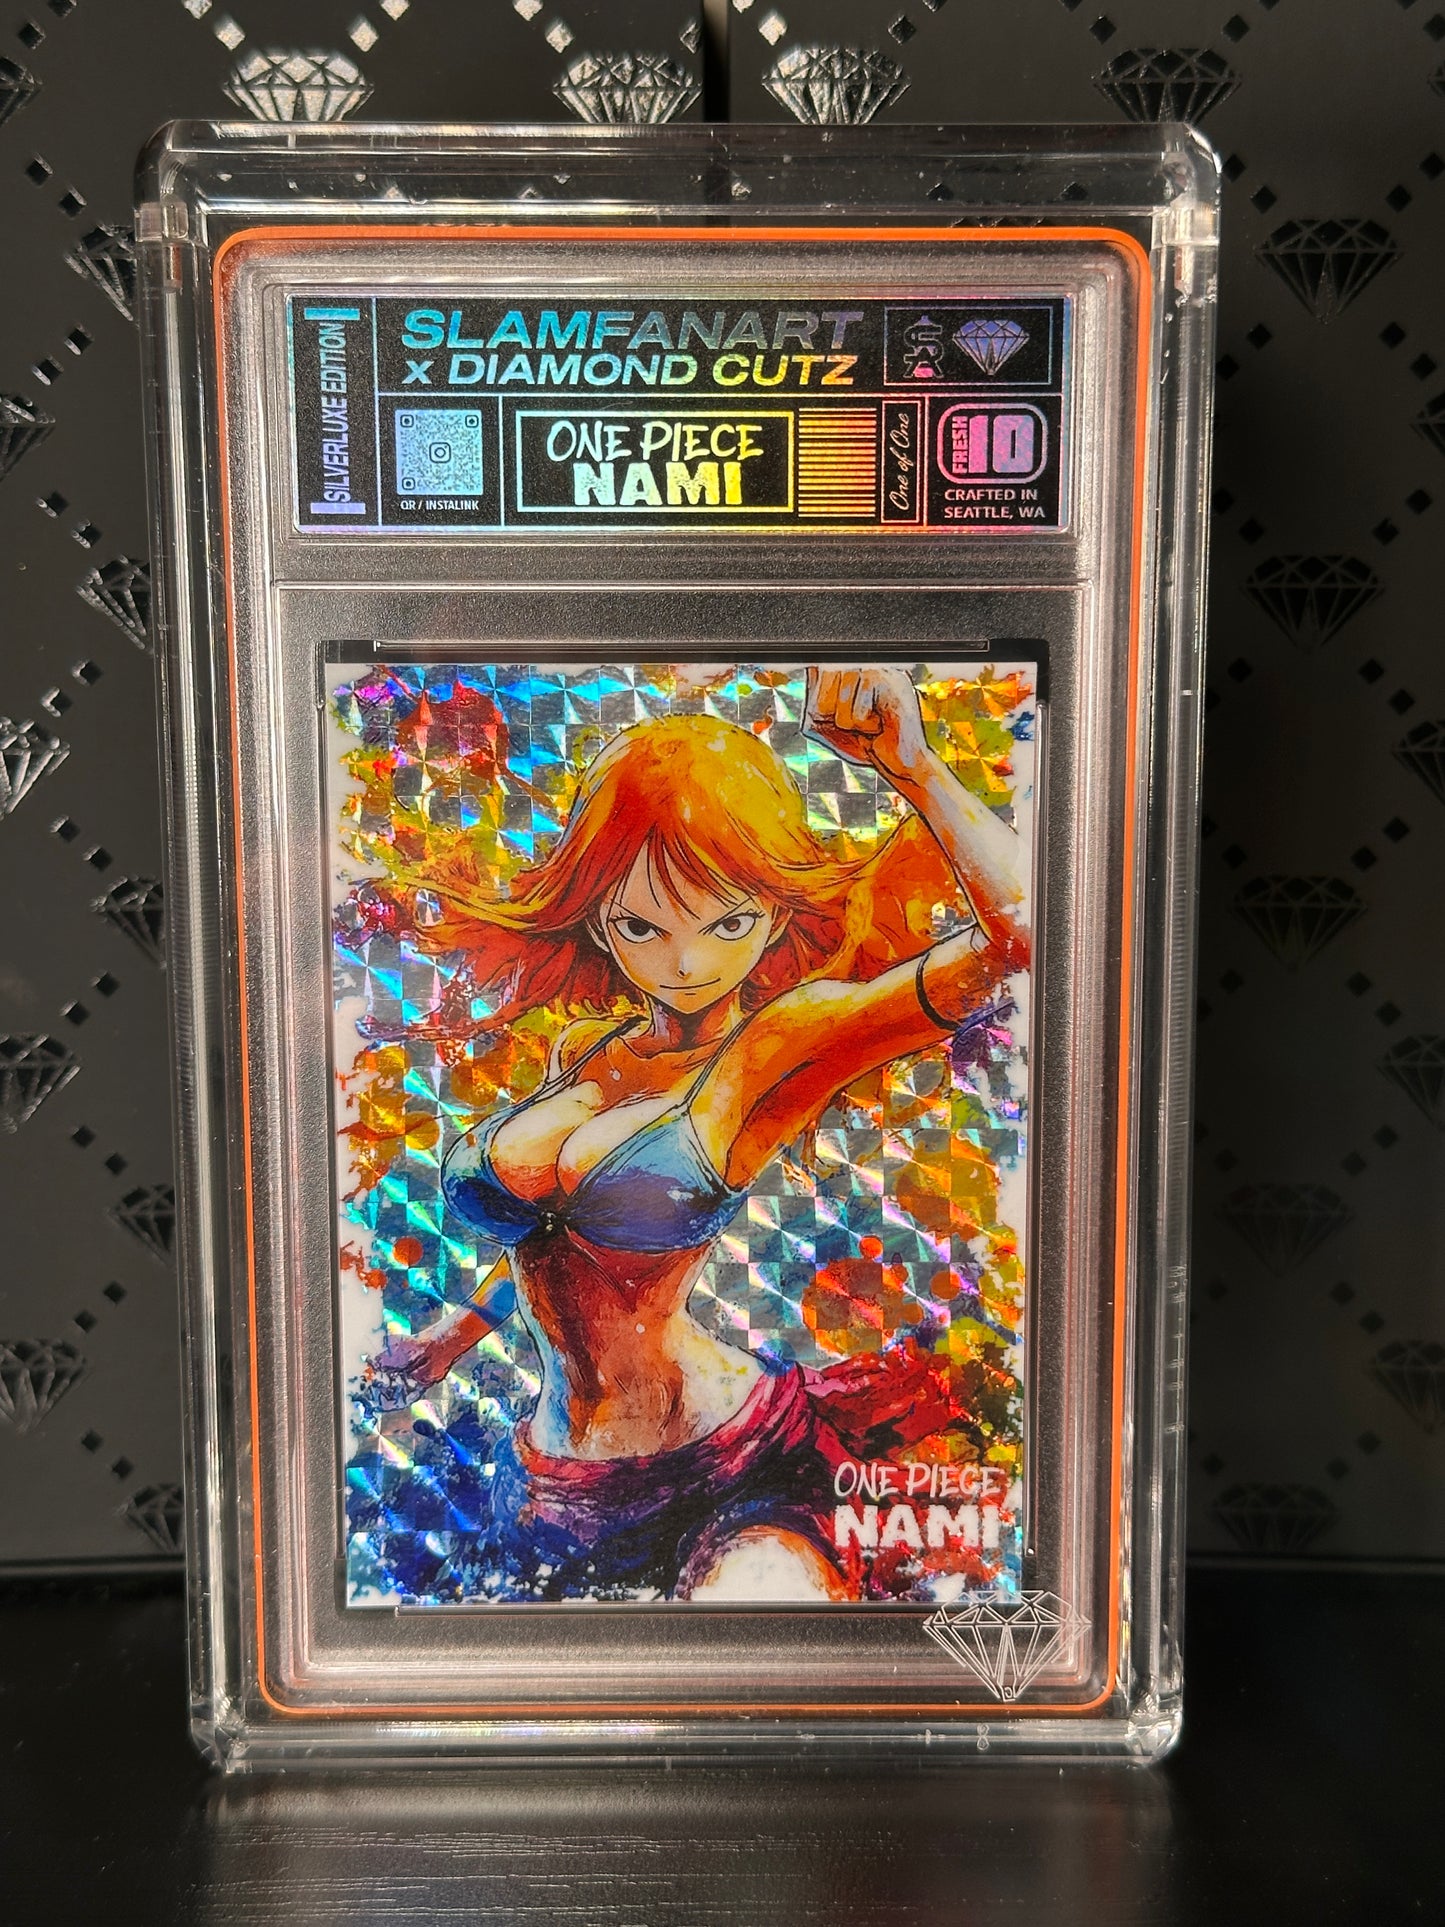 SILVERLUXE EDITION
SLAMFANART
x DIAMOND CUTZ
QR / INSTALINK
ONE PIECE
NAMI
One of One
FRESH
10
CRAFTED IN
SEATTLE, WA
ONE PIECE
NAMI